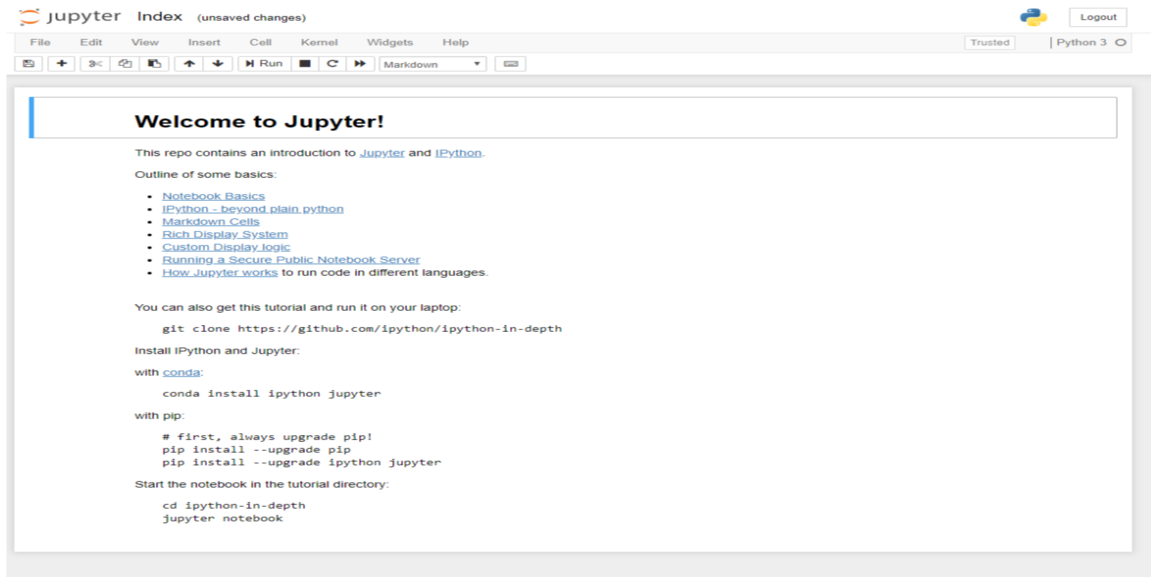 jupyter Index (unsaved changes)
Logout
File Edit View Insert Cell Kernel Widgets Help
Trusted | Python 3
Run Markdown
Welcome to Jupyter!
This repo contains an introduction to Jupyter and IPython.
Outline of some basics:
• Notebook Basics
• IPython - beyond plain python
• Markdown Cells
• Rich Display System
• Custom Display logic
• Running a Secure Public Notebook Server
• How Jupyter works to run code in different languages.
You can also get this tutorial and run it on your laptop:
git clone https://github.com/ipython/ipython-in-depth
Install IPython and Jupyter:
with conda:
conda install ipython jupyter
with pip:
# first, always upgrade pip!
pip install --upgrade pip
pip install --upgrade ipython jupyter
Start the notebook in the tutorial directory:
cd ipython-in-depth
jupyter notebook